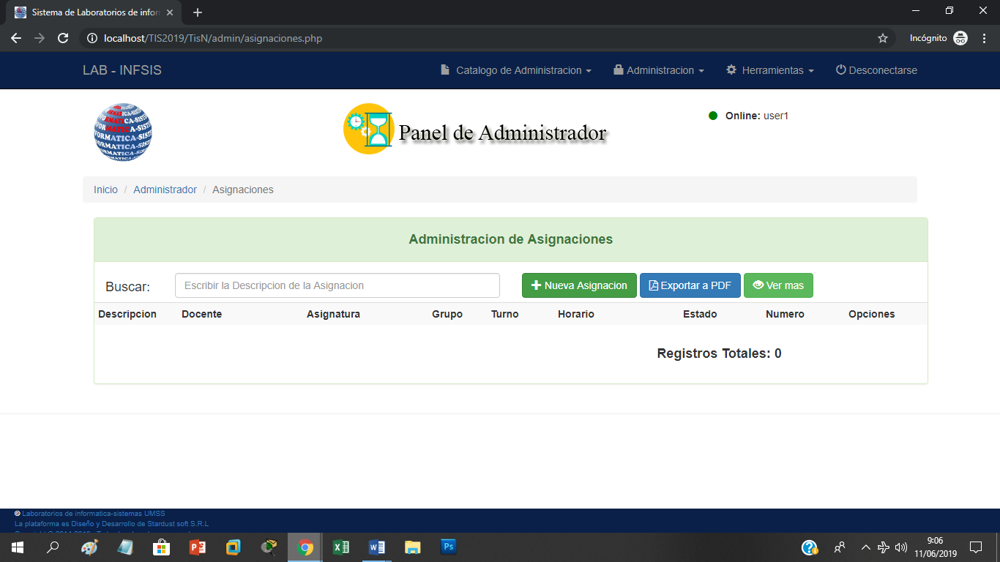 Sistema de Laboratorios de infor
localhost/TIS2019/TisN/admin/asignaciones.php
Incógnito
LAB - INFSIS
Catalogo de Administracion
Administracion
Herramientas
Desconectarse
Panel de Administrador
Online: user1
Inicio / Administrador / Asignaciones
Administracion de Asignaciones
Buscar:
Escribir la Descripcion de la Asignacion
Nueva Asignacion
Exportar a PDF
Ver mas
Descripcion Docente Asignatura Grupo Turno Horario Estado Numero Opciones
Registros Totales: 0
© Laboratorios de informatica-sistemas UMSS
La plataforma es Diseño y Desarrollo de Stardust soft S.R.L
9:06
11/06/2019